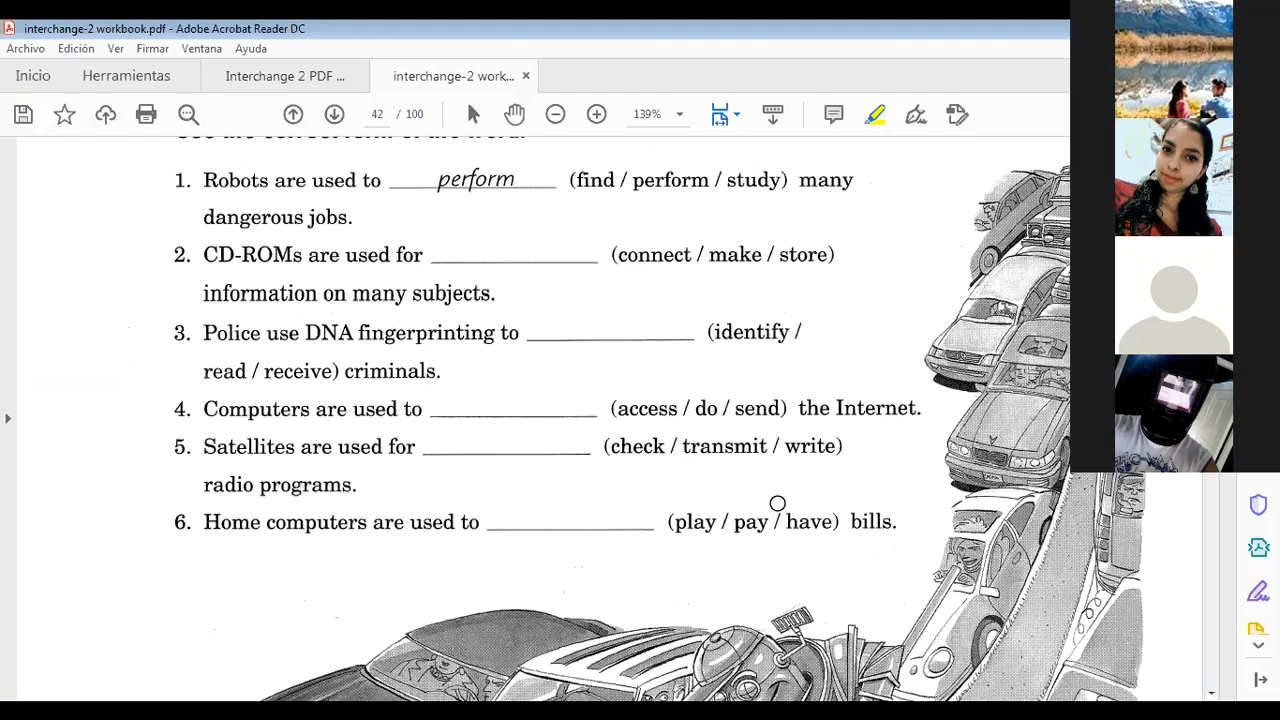 interchange-2 workbook.pdf - Adobe Acrobat Reader DC
Archivo Edición Ver Firmar Ventana Ayuda
Inicio Herramientas Interchange 2 PDF ... interchange-2 work... ×
42 / 100 139%
1. Robots are used to perform (find / perform / study) many
dangerous jobs.
2. CD-ROMs are used for (connect / make / store)
information on many subjects.
3. Police use DNA fingerprinting to (identify /
read / receive) criminals.
4. Computers are used to (access / do / send) the Internet.
5. Satellites are used for (check / transmit / write)
radio programs.
6. Home computers are used to (play / pay / have) bills.